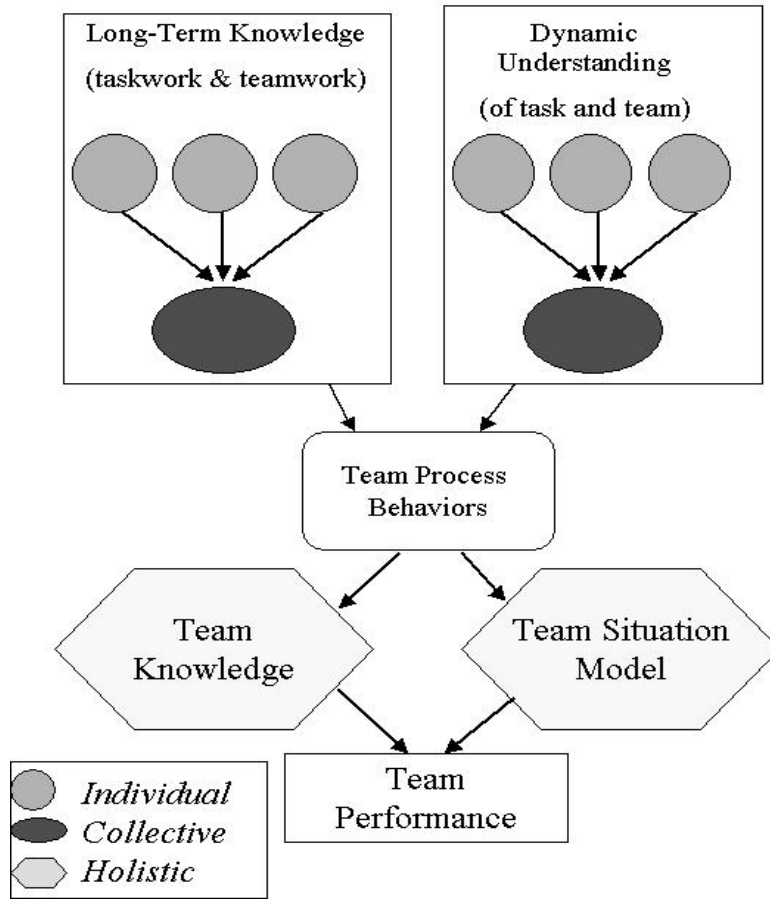 Long-Term Knowledge
(taskwork & teamwork)
Dynamic
Understanding
(of task and team)
Team Process
Behaviors
Team
Knowledge
Team Situation
Model
Team
Performance
Individual
Collective
Holistic